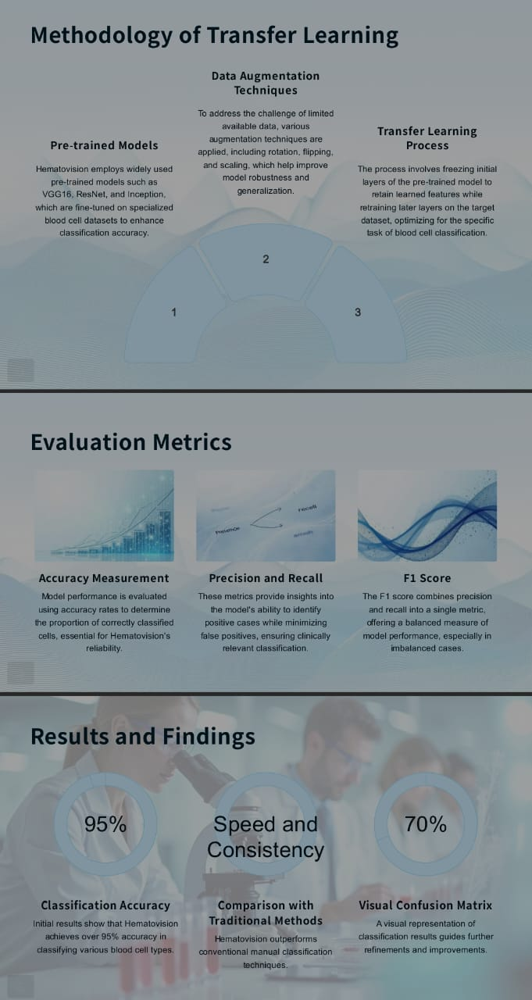 Methodology of Transfer Learning
Data Augmentation
Techniques
To address the challenge of limited
available data, various
augmentation techniques are
applied, including rotation, flipping,
and scaling, which help improve
model robustness and
generalization.
Pre-trained Models
Hematovision employs widely used
pre-trained models such as
VGG16, ResNet, and Inception,
which are fine-tuned on specialized
blood cell datasets to enhance
classification accuracy.
Transfer Learning
Process
The process involves freezing initial
layers of the pre-trained model to
retain learned features while
retraining later layers on the target
dataset, optimizing for the specific
task of blood cell classification.
1
2
3
Evaluation Metrics
recall
Accuracy Measurement
Model performance is evaluated
using accuracy rates to determine
the proportion of correctly classified
cells, essential for Hematovision's
reliability.
Precision and Recall
These metrics provide insights into
the model's ability to identify
positive cases while minimizing
false positives, ensuring clinically
relevant classification.
F1 Score
The F1 score combines precision
and recall into a single metric,
offering a balanced measure of
model performance, especially in
imbalanced cases.
Results and Findings
95%
Classification Accuracy
Initial results show that Hematovision
achieves over 95% accuracy in
classifying various blood cell types.
Speed and
Consistency
Comparison with
Traditional Methods
Hematovision outperforms
conventional manual classification
techniques.
70%
Visual Confusion Matrix
A visual representation of
classification results guides further
refinements and improvements.